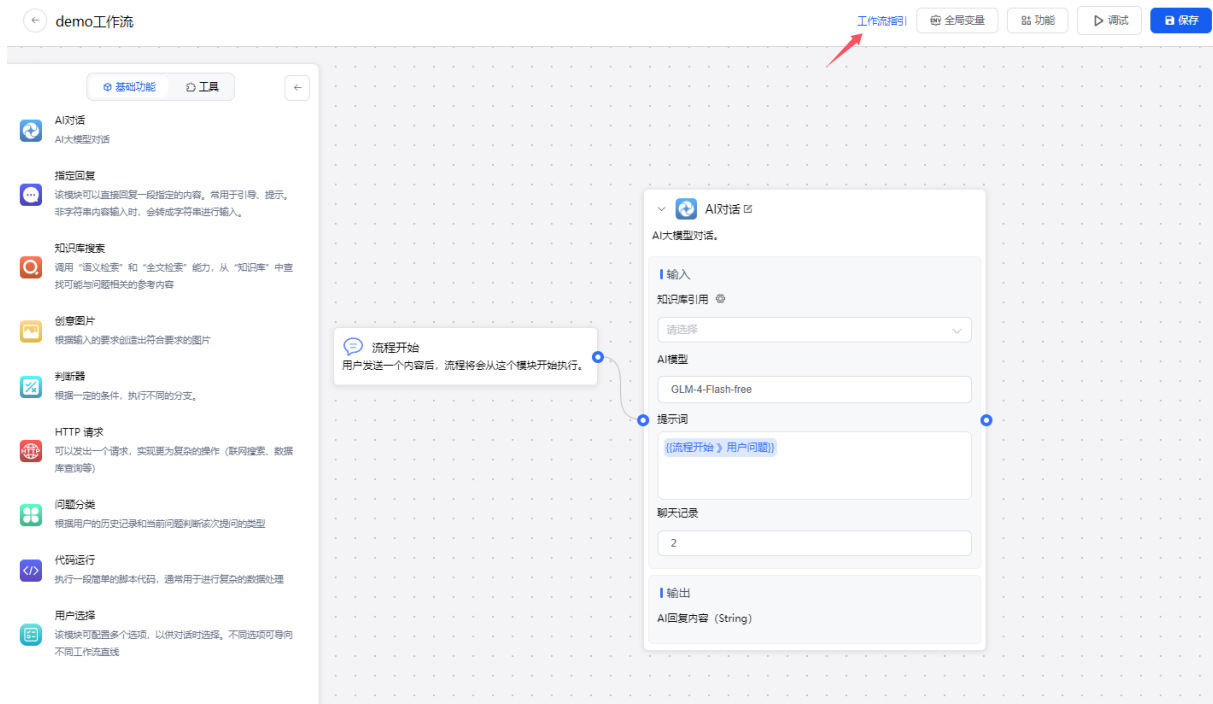 demo工作流
工作流指引
全局变量
功能
调试
保存
基础功能
工具
AI对话
AI大模型对话
指定回复
该模块可以直接回复一段指定的内容。常用于引导、提示。
非字符串内容输入时，会转成字符串进行输入。
知识库搜索
调用“语义检索”和“全文检索”能力，从“知识库”中查
找可能与问题相关的参考内容
创意图片
根据输入的要求创造出符合要求的图片
判断器
根据一定的条件，执行不同的分支。
HTTP 请求
可以发出一个请求，实现更为复杂的操作（联网搜索、数据
库查询等）
问题分类
根据用户的历史记录和当前问题判断该次提问的类型
代码运行
执行一段简单的脚本代码，通常用于进行复杂的数据处理
用户选择
该模块可配置多个选项，以供对话时选择。不同选项可导向
不同工作流直线
流程开始
用户发送一个内容后，流程将会从这个模块开始执行。
AI对话
AI大模型对话。
输入
知识库引用
请选择
AI模型
GLM-4-Flash-free
提示词
{{流程开始 》用户问题}}
聊天记录
2
输出
AI回复内容（String）